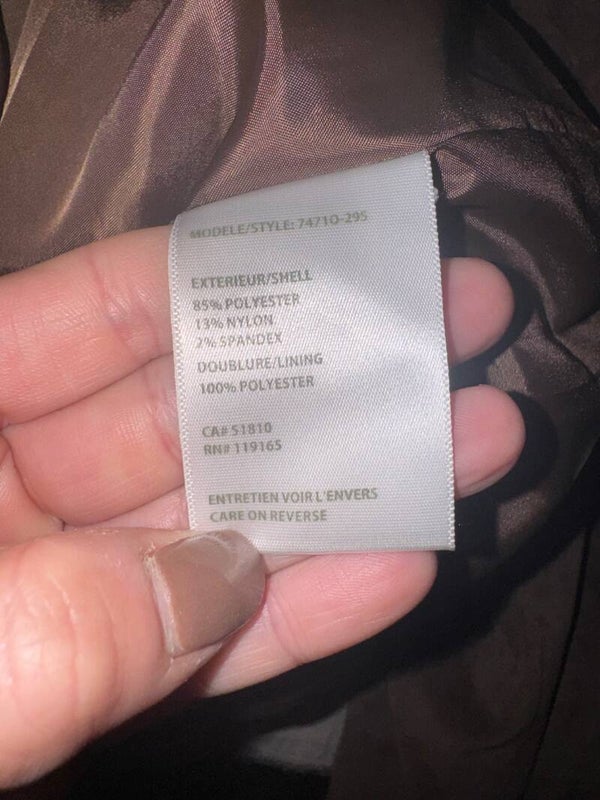 MODELE/STYLE: 74710-295
EXTERIEUR/SHELL
85% POLYESTER
13% NYLON
2% SPANDEX
DOUBLURE/LINING
100% POLYESTER
CA# 51810
RN# 119165
ENTRETIEN VOIR L'ENVERS
CARE ON REVERSE